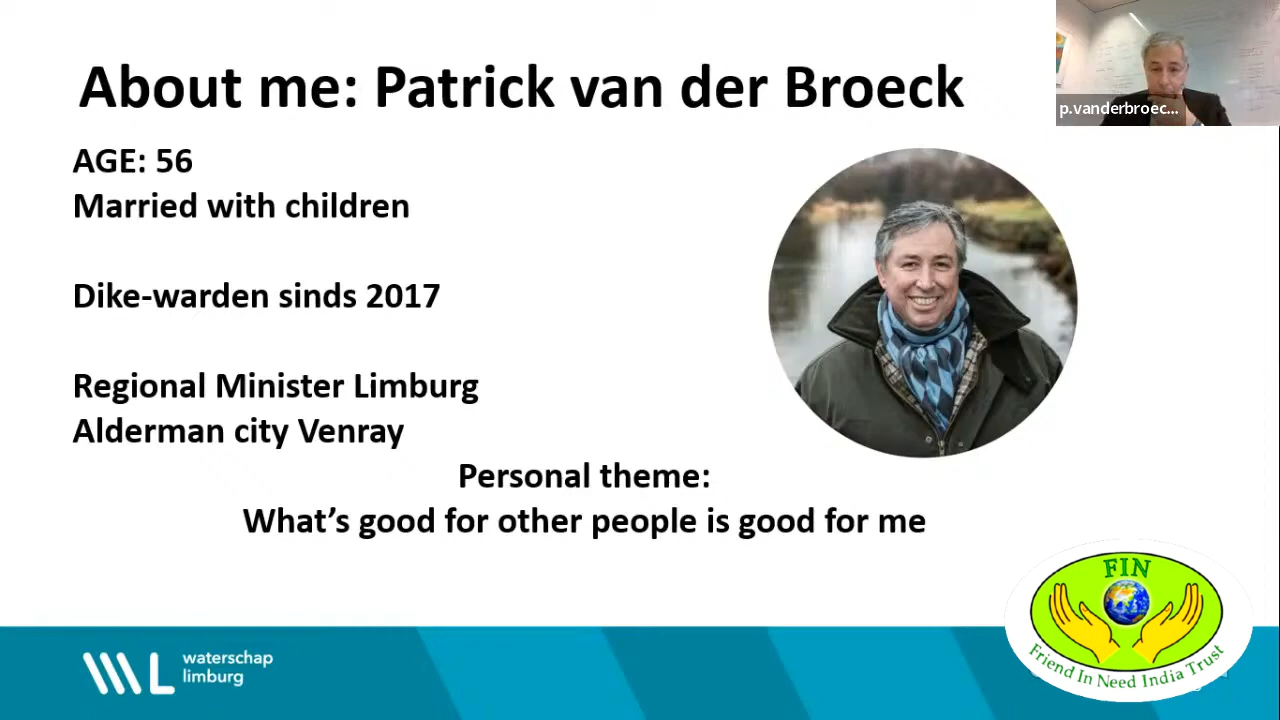 About me: Patrick van der Broeck
p.vanderbroec...
AGE: 56
Married with children
Dike-warden sinds 2017
Regional Minister Limburg
Alderman city Venray
Personal theme:
What's good for other people is good for me
waterschap
limburg
FIN
Friend In Need India Trust